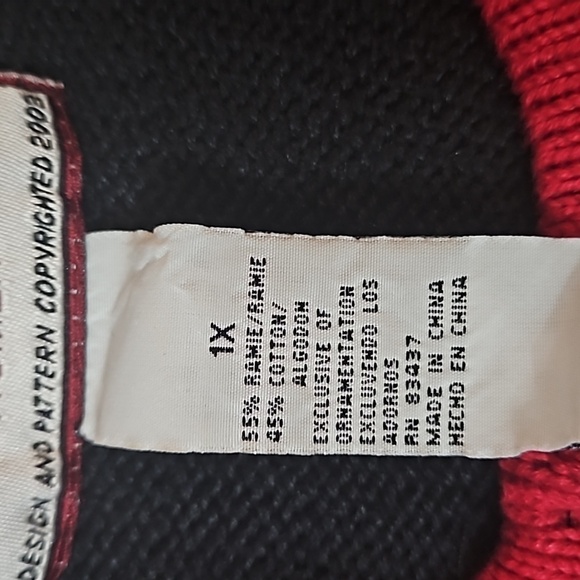 DESIGN AND PATTERN COPYRIGHTED 2003
1X
55% RAMIE/RAMIE
45% COTTON/
ALGODON
EXCLUSIVE OF
ORNAMENTATION
EXCLUYENDO LOS
ADORNOS
RN 83437
MADE IN CHINA
HECHO EN CHINA